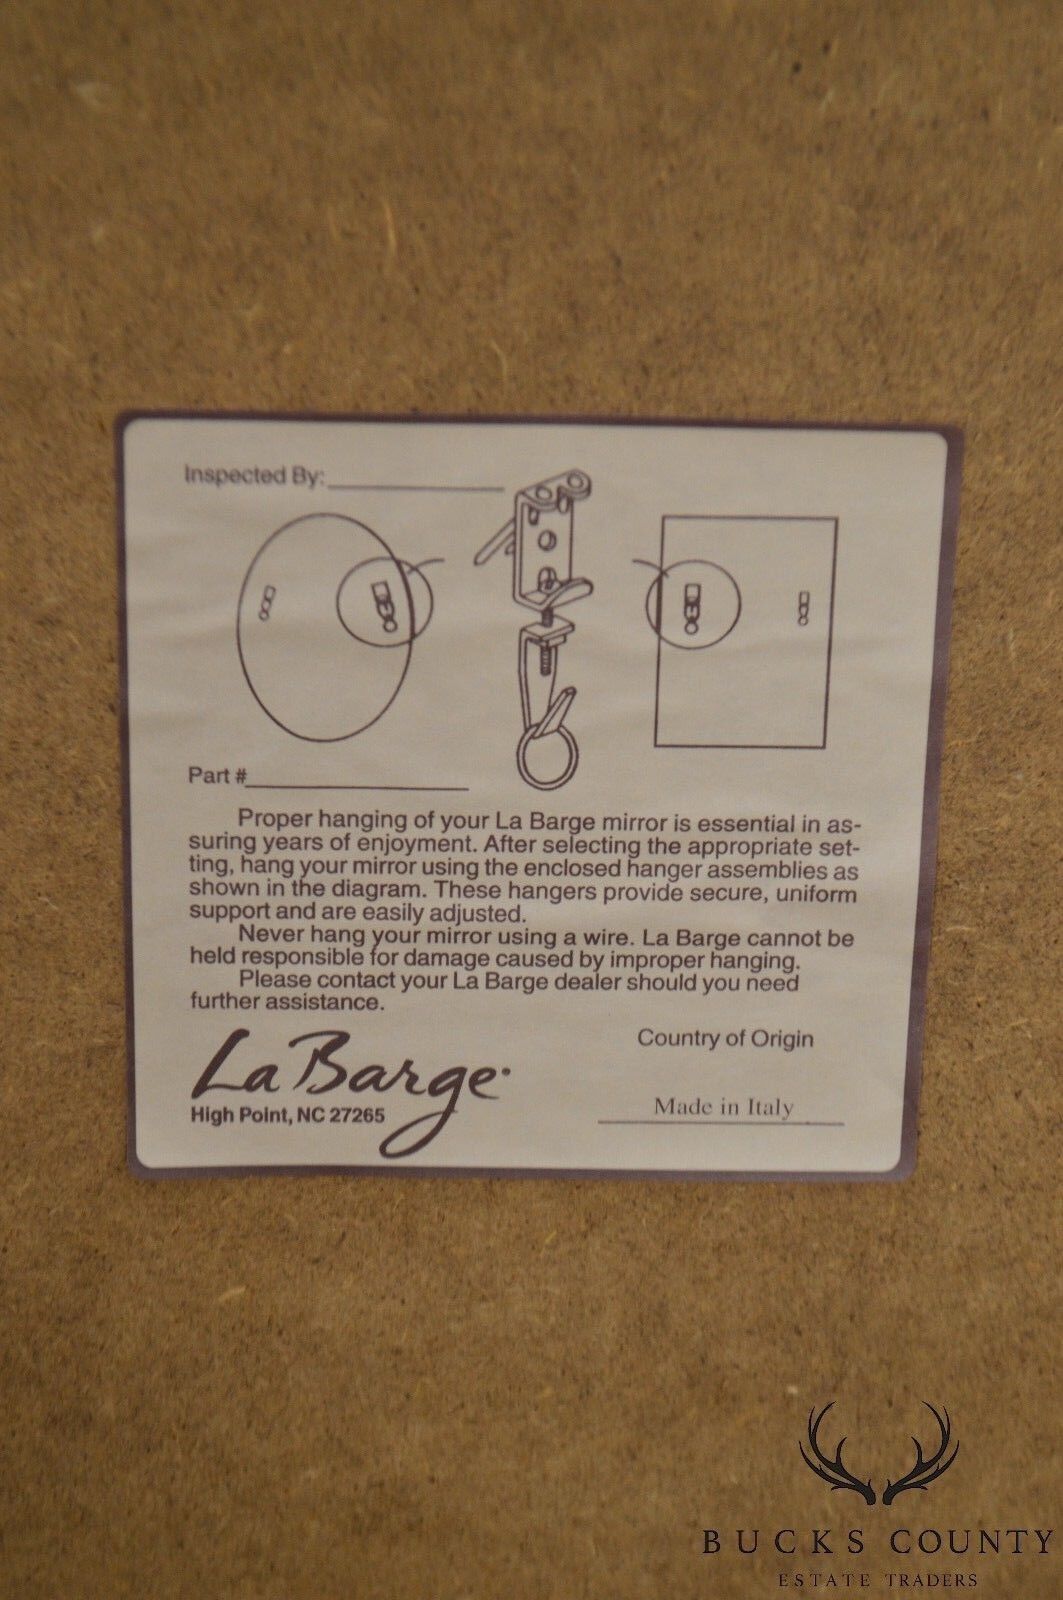 Inspected By:
Part #
Proper hanging of your La Barge mirror is essential in as-
suring years of enjoyment. After selecting the appropriate set-
ting, hang your mirror using the enclosed hanger assemblies as
shown in the diagram. These hangers provide secure, uniform
support and are easily adjusted.
Never hang your mirror using a wire. La Barge cannot be
held responsible for damage caused by improper hanging.
Please contact your La Barge dealer should you need
further assistance.
La Barge
High Point, NC 27265
Country of Origin
Made in Italy
BUCKS COUNTY
ESTATE TRADERS